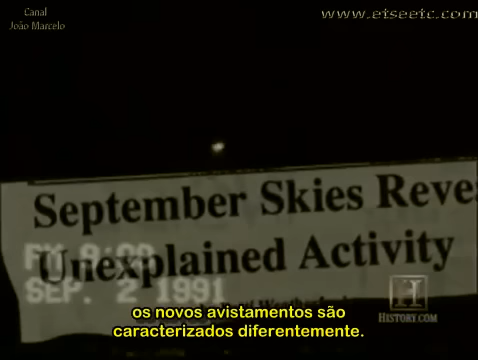 Canal
João Marcelo
www.etseetc.com
September Skies Reve
Unexplained Activity
SEP. 2 1991
H
HISTORY.COM
os novos avistamentos são
caracterizados diferentemente.